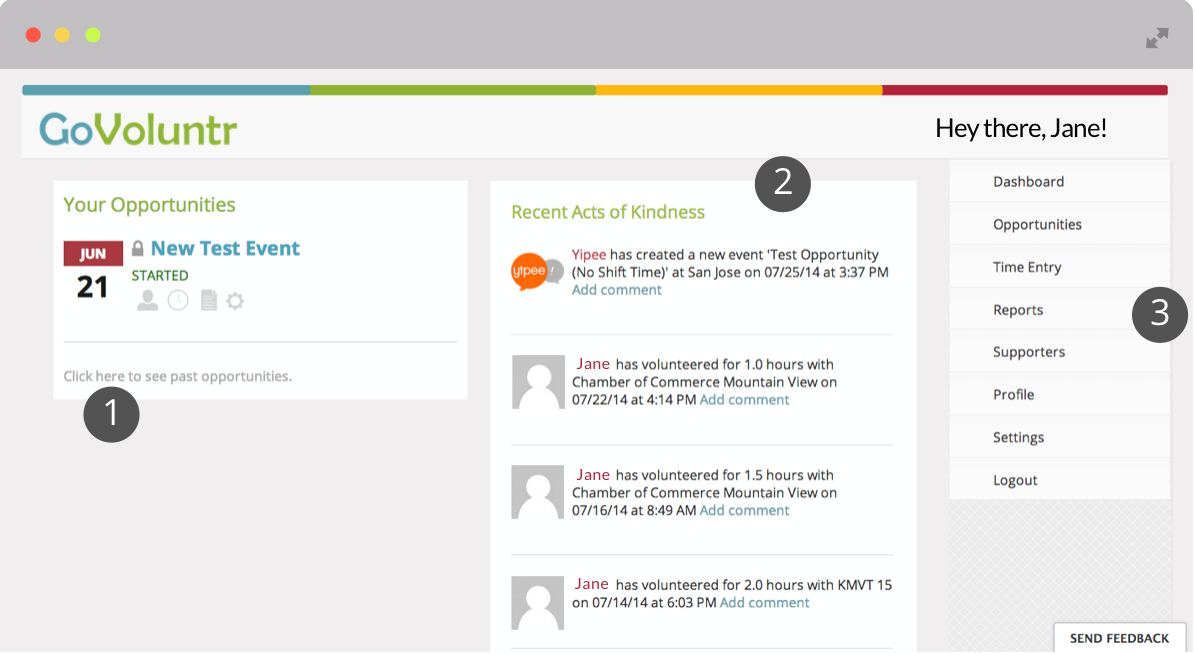 GoVoluntr
Hey there, Jane!
Your Opportunities
JUN
21
New Test Event
STARTED
Click here to see past opportunities.
1
2
Recent Acts of Kindness
yipee!
Yipee has created a new event 'Test Opportunity
(No Shift Time)' at San Jose on 07/25/14 at 3:37 PM
Add comment
Jane has volunteered for 1.0 hours with
Chamber of Commerce Mountain View on
07/22/14 at 4:14 PM Add comment
Jane has volunteered for 1.5 hours with
Chamber of Commerce Mountain View on
07/16/14 at 8:49 AM Add comment
Jane has volunteered for 2.0 hours with KMVT 15
on 07/14/14 at 6:03 PM Add comment
Dashboard
Opportunities
Time Entry
Reports
3
Supporters
Profile
Settings
Logout
SEND FEEDBACK